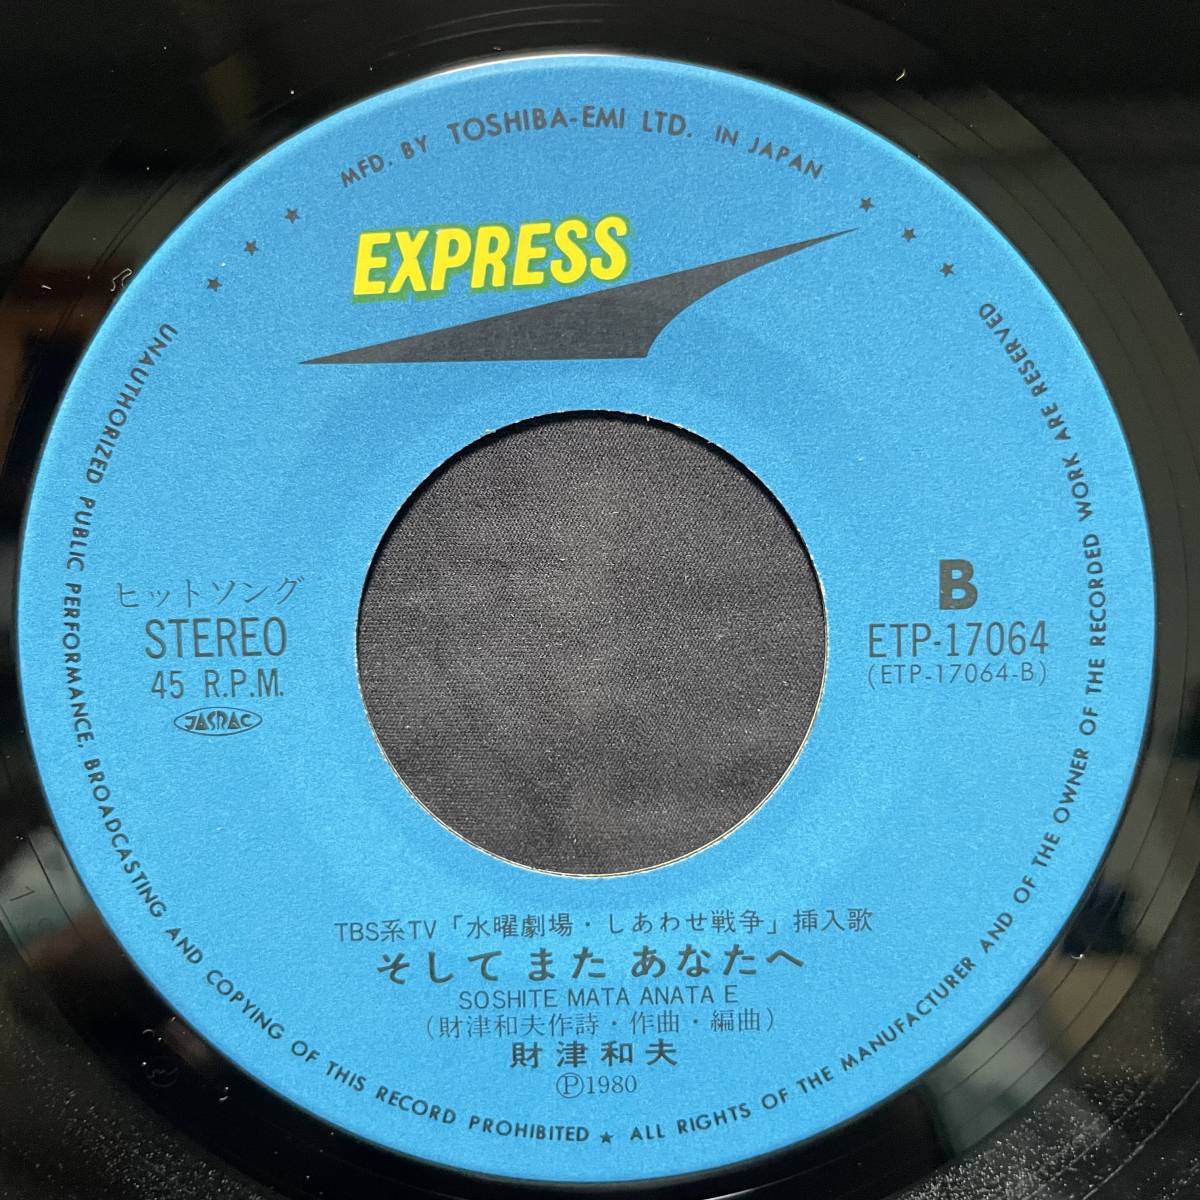 MFD. BY TOSHIBA-EMI LTD. IN JAPAN
EXPRESS
ヒットソング
STEREO
45 R.P.M.
JASRAC
B
ETP-17064
(ETP-17064-B)
TBS系TV「水曜劇場・しあわせ戦争」挿入歌
そして また あなたへ
SOSHITE MATA ANATA E
(財津和夫作詩・作曲・編曲)
財津和夫
Ⓟ1980
UNAUTHORIZED PUBLIC PERFORMANCE, BROADCASTING AND COPYING OF THIS RECORD PROHIBITED ★ ALL RIGHTS OF THE MANUFACTURER AND OF THE OWNER OF THE RECORDED WORK ARE RESERVED